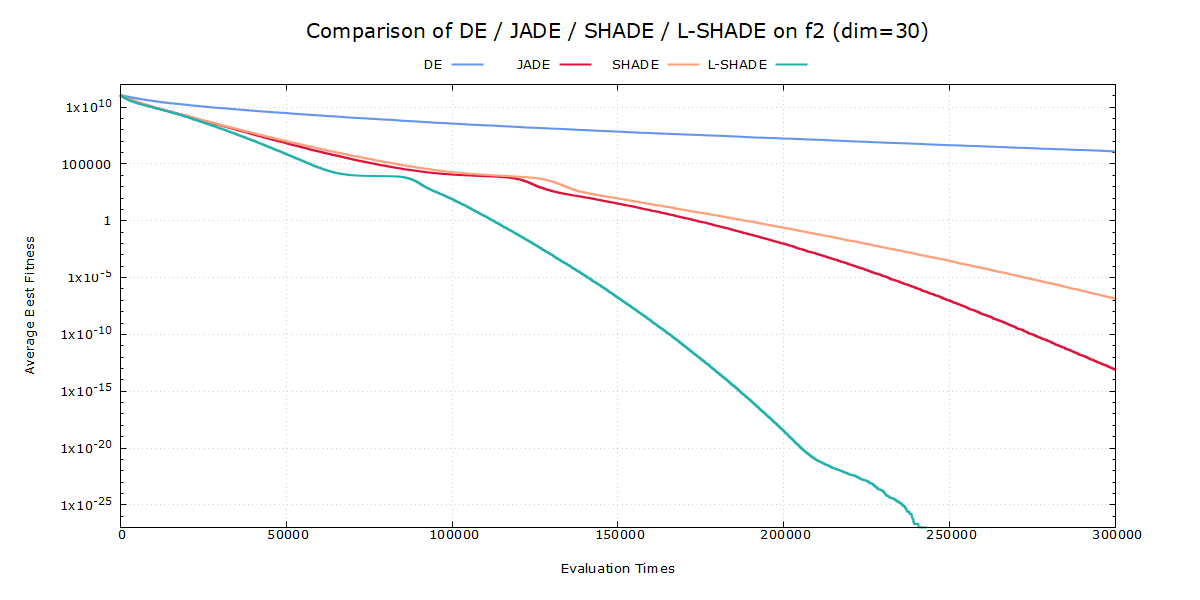 Comparison of DE / JADE / SHADE / L-SHADE on f2 (dim=30)
DE JADE SHADE L-SHADE
1x10^10
100000
1
1x10^-5
1x10^-10
1x10^-15
1x10^-20
1x10^-25
Average Best Fitness
0 50000 100000 150000 200000 250000 300000
Evaluation Times